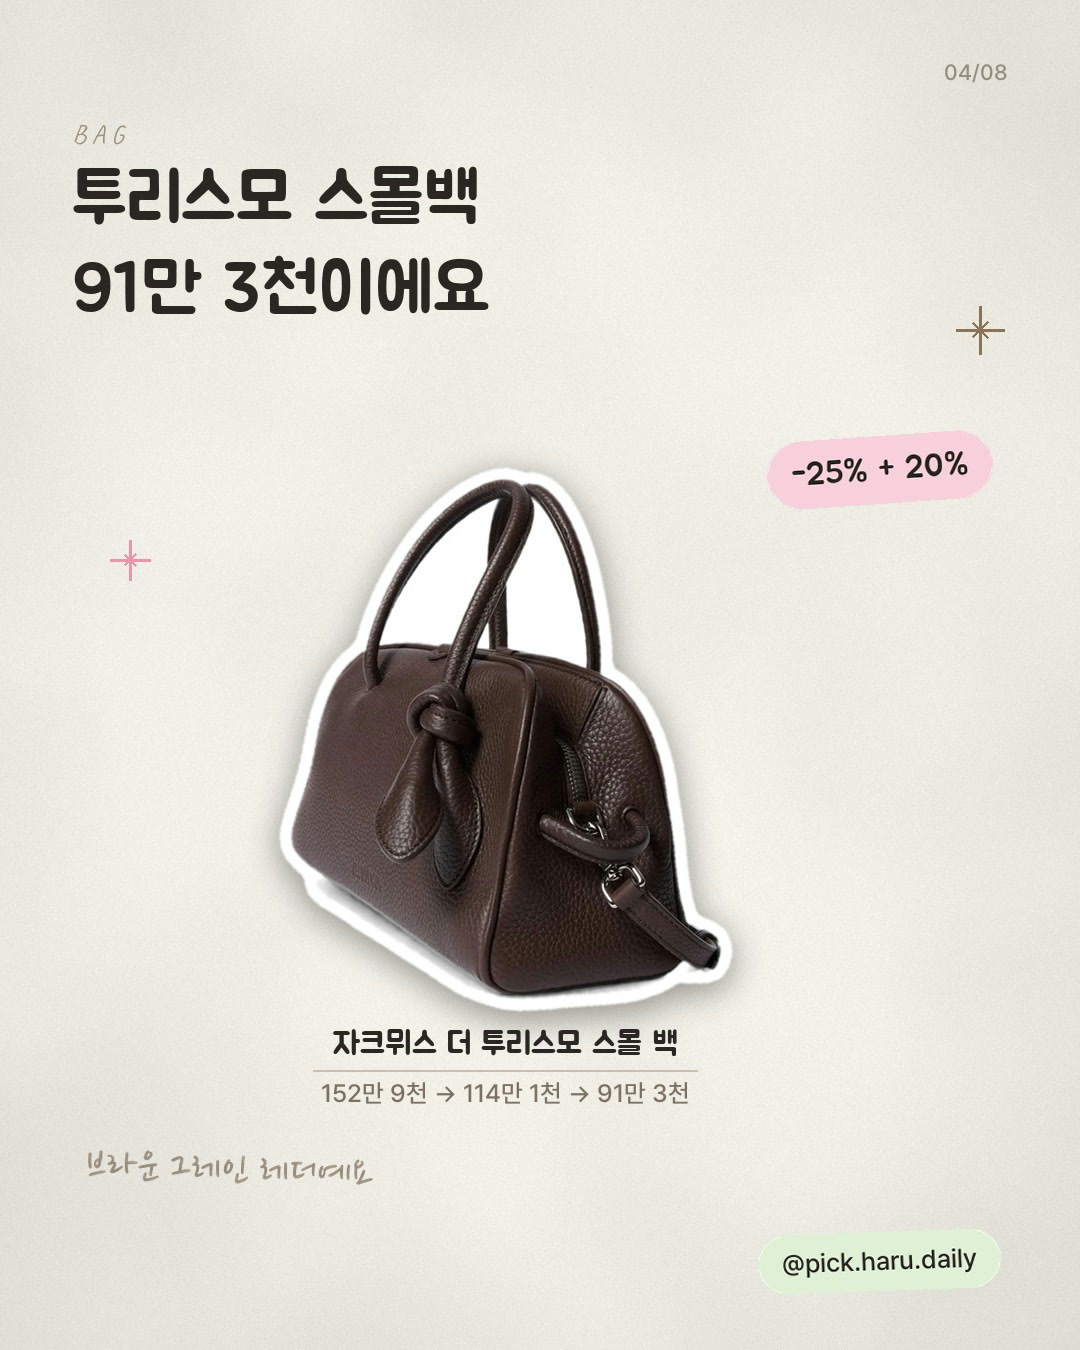 04/08
BAG
투리스모 스몰백
91만 3천이에요
-25% + 20%
자크뮈스 더 투리스모 스몰 백
152만 9천 → 114만 1천 → 91만 3천
브라운 그레인 레더예요
@pick.haru.daily